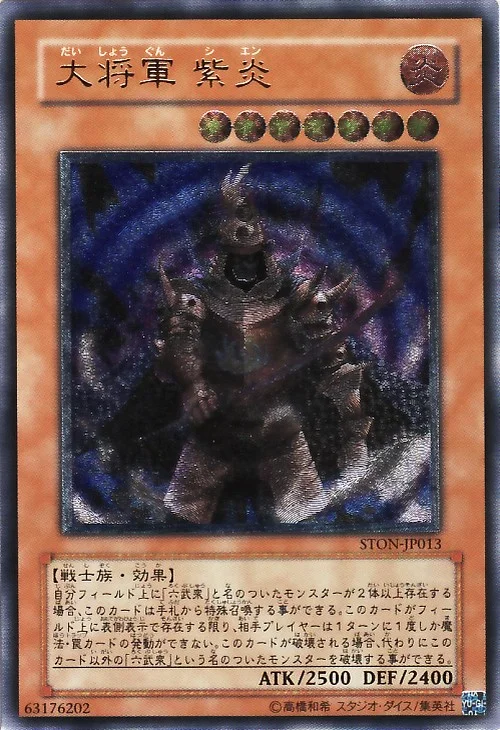 だい しょう ぐん シ エン
大将軍 紫炎
炎
STON-JP013
せんしぞく こうか
【戦士族・効果】
自分フィールド上に「六武衆」と名のついたモンスターが2体以上存在する
場合、このカードは手札から特殊召喚する事ができる。このカードがフィー
ルド上に表側表示で存在する限り、相手プレイヤーは1ターンに1度しか魔
法・罠カードの発動ができない。このカードが破壊される場合、代わりにこの
カード以外の「六武衆」という名のついたモンスターを破壊する事ができる。
ATK/2500 DEF/2400
63176202
©高橋和希 スタジオ・ダイス/集英社